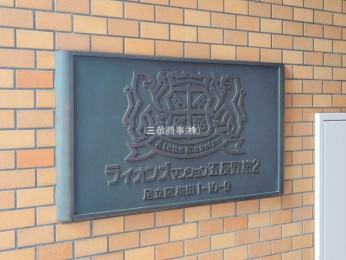 三敬商事(株)
Lions Mansion
ライオンズマンション五反野第2
足立区梅田1-10-9